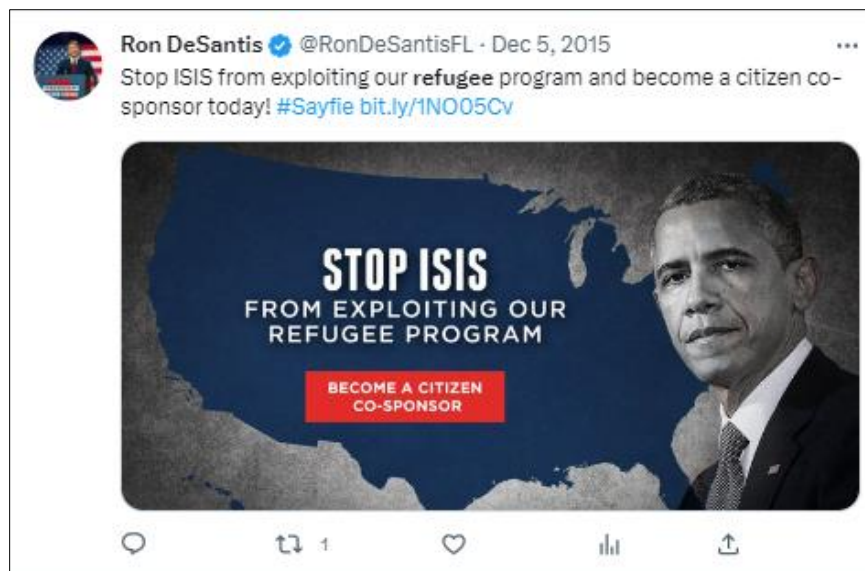 Ron DeSantis @RonDeSantisFL · Dec 5, 2015
Stop ISIS from exploiting our refugee program and become a citizen co-
sponsor today! #Sayfie bit.ly/1NO05Cv
STOP ISIS
FROM EXPLOITING OUR
REFUGEE PROGRAM
BECOME A CITIZEN
CO-SPONSOR
1